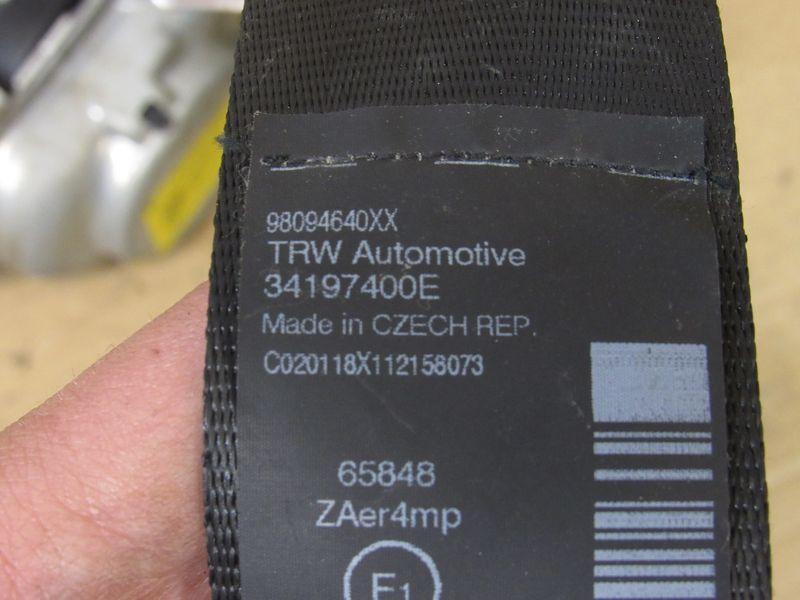 98094640XX
TRW Automotive
34197400E
Made in CZECH REP.
C020118X112158073
65848
ZAer4mp
E1